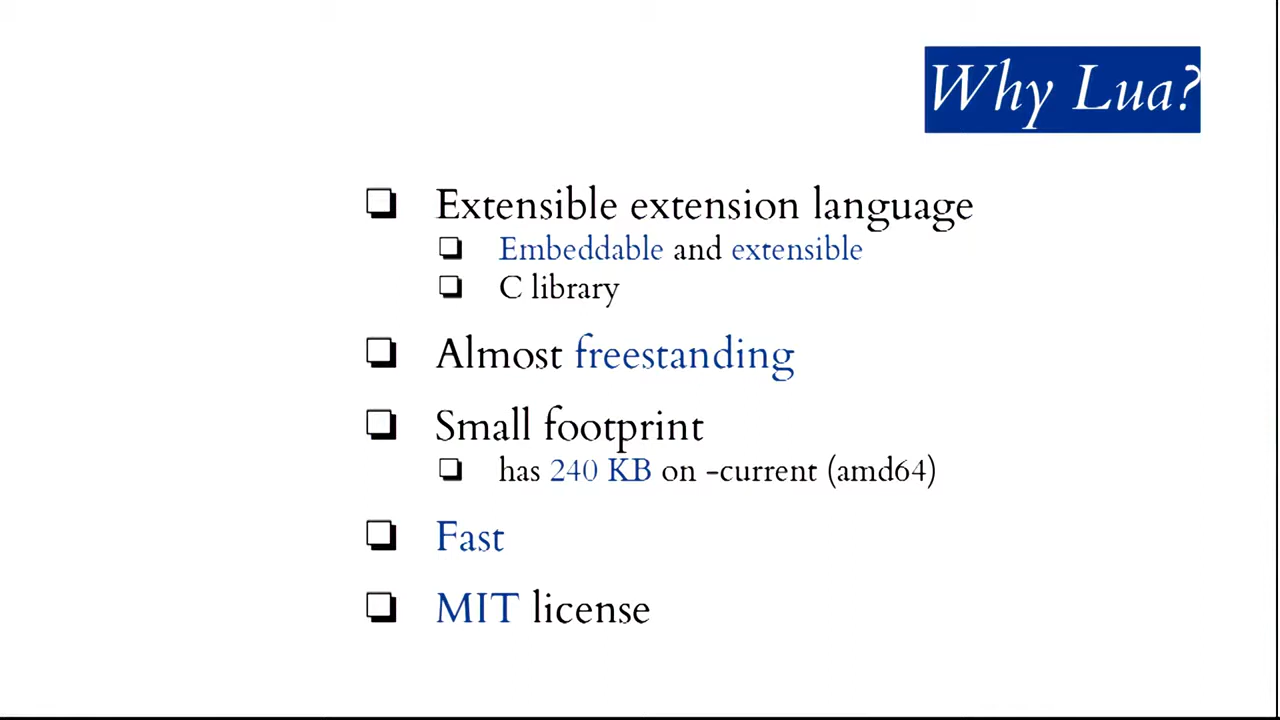 Why Lua?
Extensible extension language
Embeddable and extensible
C library
Almost freestanding
Small footprint
has 240 KB on -current (amd64)
Fast
MIT license